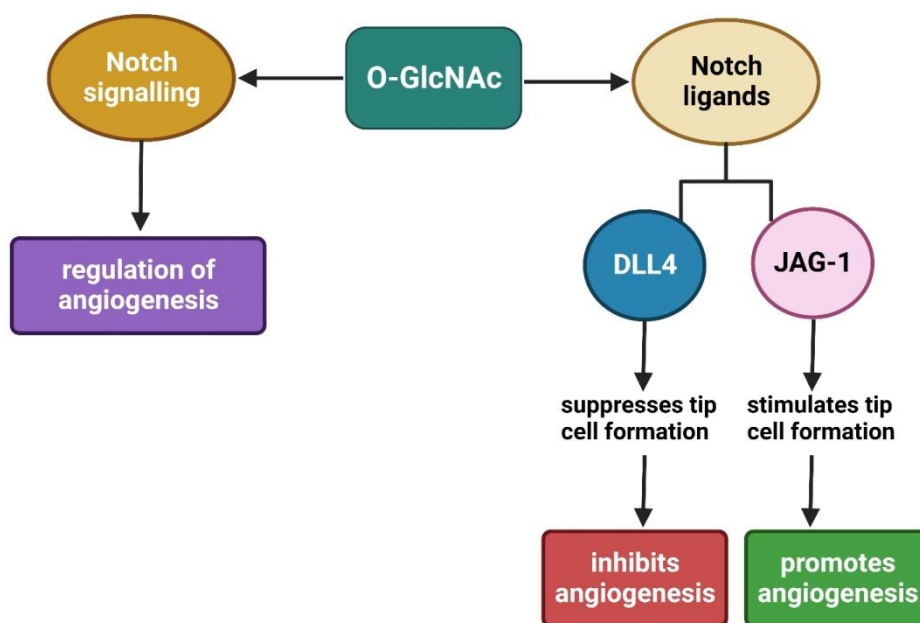 Notch
signalling
O-GlcNAc
Notch
ligands
regulation of
angiogenesis
DLL4
JAG-1
suppresses tip
cell formation
stimulates tip
cell formation
inhibits
angiogenesis
promotes
angiogenesis